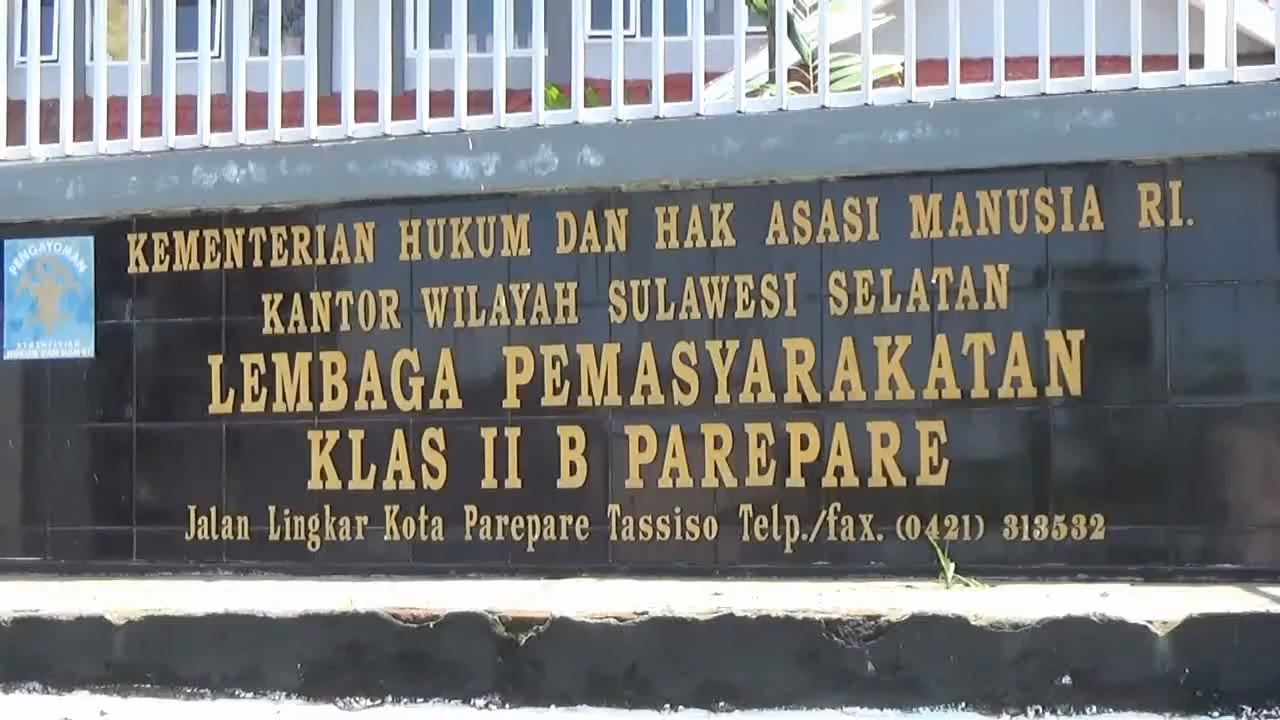 KEMENTERIAN HUKUM DAN HAK ASASI MANUSIA RI.
KANTOR WILAYAH SULAWESI SELATAN
LEMBAGA PEMASYARAKATAN
KLAS II B PAREPARE
Jalan Lingkar Kota Parepare Tassiso Telp./fax. (0421) 313532
PENGAYOMAN